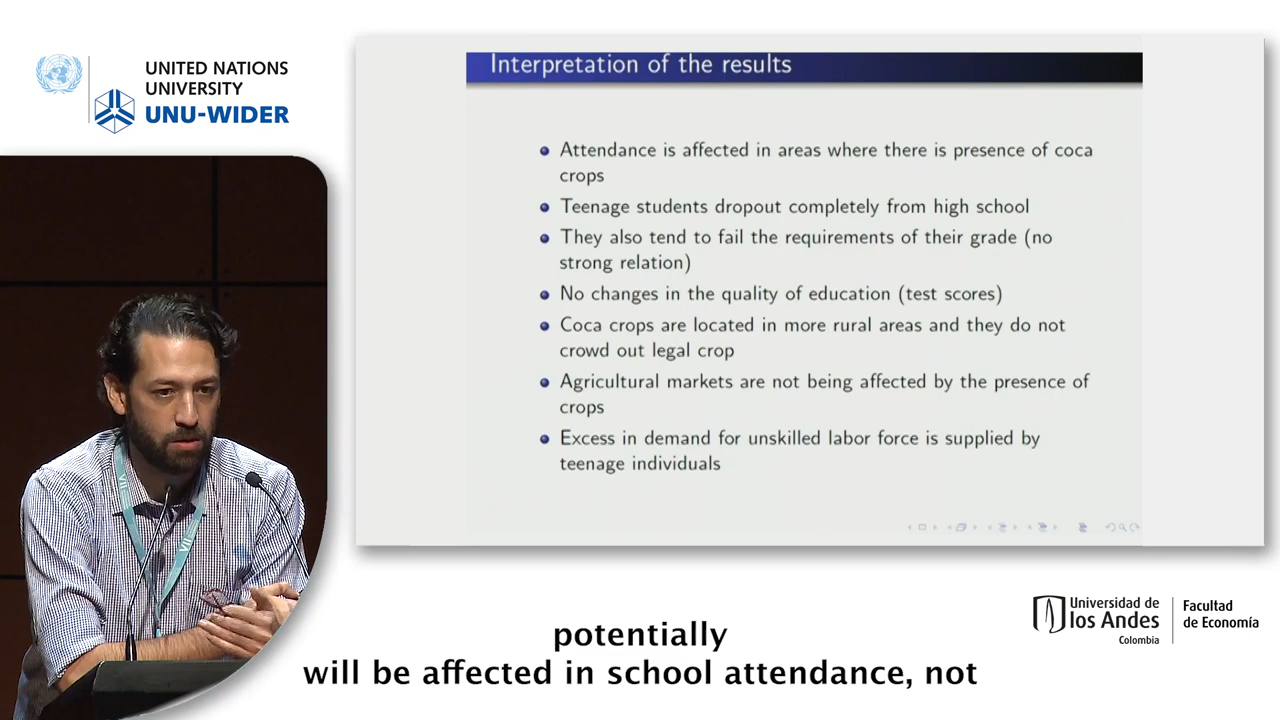 UNITED NATIONS
UNIVERSITY
UNU-WIDER
Interpretation of the results
Attendance is affected in areas where there is presence of coca
crops
Teenage students dropout completely from high school
They also tend to fail the requirements of their grade (no
strong relation)
No changes in the quality of education (test scores)
Coca crops are located in more rural areas and they do not
crowd out legal crop
Agricultural markets are not being affected by the presence of
crops
Excess in demand for unskilled labor force is supplied by
teenage individuals
Universidad de
los Andes
Colombia
Facultad
de Economía
potentially
will be affected in school attendance, not